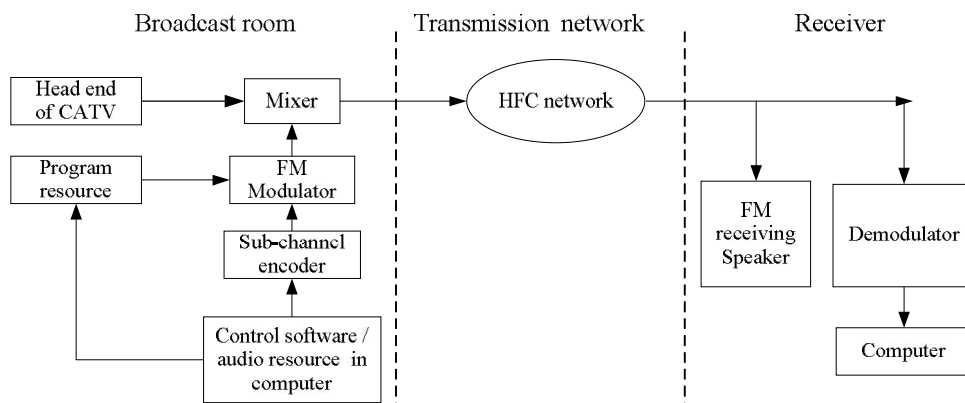 Broadcast room
Transmission network
Receiver
Head end
of CATV
Mixer
HFC network
Program
resource
FM
Modulator
Sub-channel
encoder
Control software /
audio resource in
computer
FM
receiving
Speaker
Demodulator
Computer